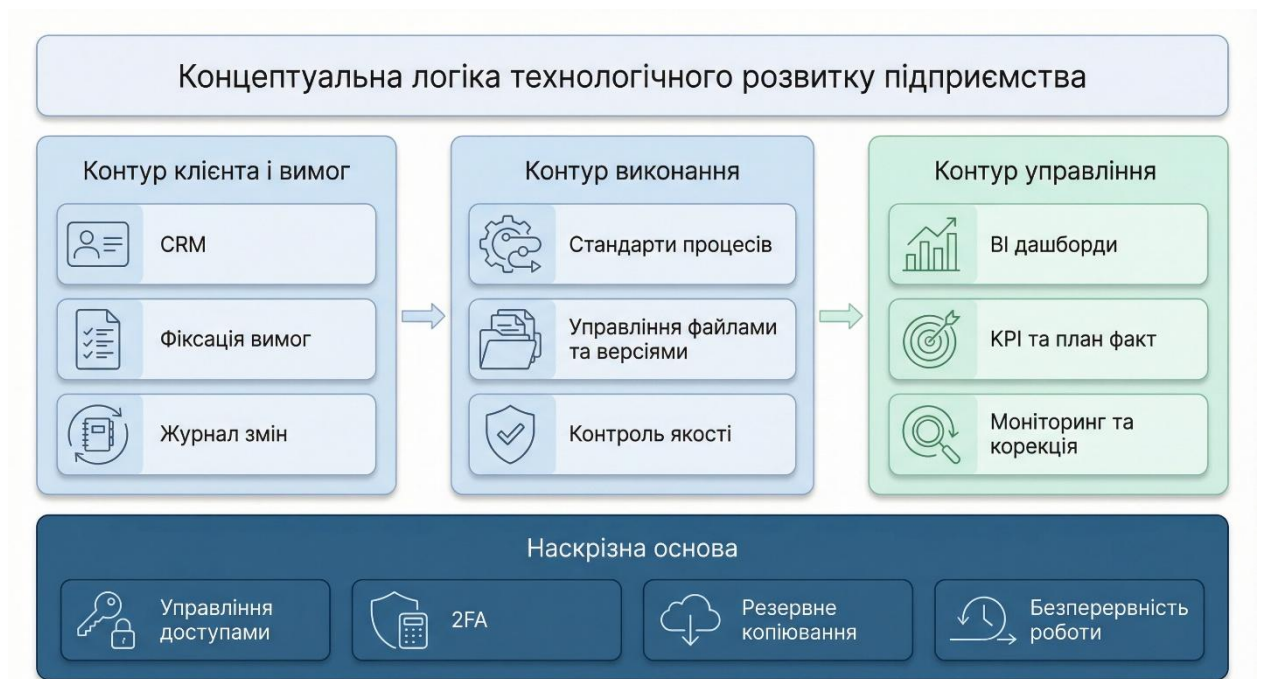 Концептуальна логіка технологічного розвитку підприємства
Контур клієнта і вимог
CRM
Фіксація вимог
Журнал змін
Контур виконання
Стандарти процесів
Управління файлами
та версіями
Контроль якості
Контур управління
BI дашборди
KPI та план факт
Моніторинг та
корекція
Наскрізна основа
Управління
доступами
2FA
Резервне
копіювання
Безперервність
роботи